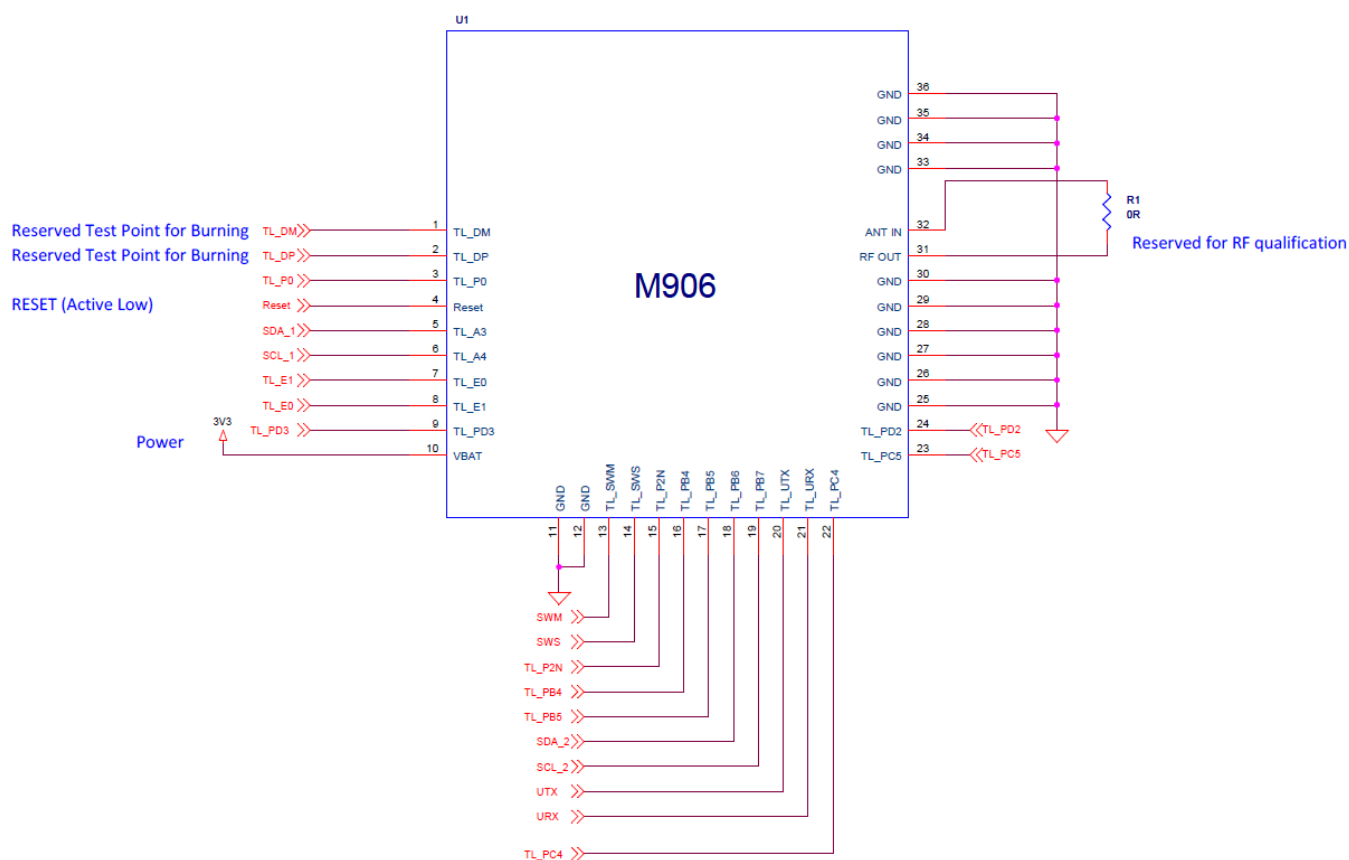 U1
M906
Reserved Test Point for Burning TL_DM 1 TL_DM
Reserved Test Point for Burning TL_DP 2 TL_DP
TL_P0 3 TL_P0
RESET (Active Low) Reset 4 Reset
SDA_1 5 TL_A3
SCL_1 6 TL_A4
TL_E1 7 TL_E0
TL_E0 8 TL_E1
TL_PD3 9 TL_PD3
Power 3V3 10 VBAT
GND 36
GND 35
GND 34
GND 33
ANT IN 32
RF OUT 31
R1
0R
Reserved for RF qualification
GND 30
GND 29
GND 28
GND 27
GND 26
GND 25
TL_PD2 24 TL_PD2
TL_PC5 23 TL_PC5
GND GND TL_SWM TL_SWS TL_P2N TL_PB4 TL_PB5 TL_PB6 TL_PB7 TL_UTX TL_URX TL_PC4
11 12 13 14 15 16 17 18 19 20 21 22
SWM
SWS
TL_P2N
TL_PB4
TL_PB5
SDA_2
SCL_2
UTX
URX
TL_PC4